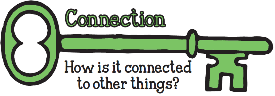 Connection
How is it connected
to other things?